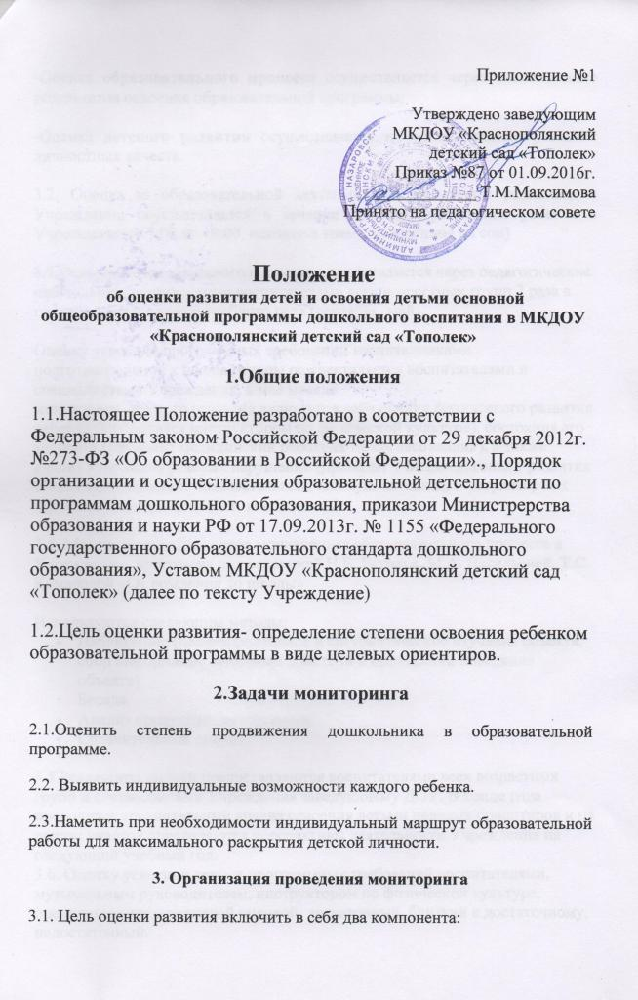 Приложение №1
Утверждено заведующим
МКДОУ «Краснополянский
детский сад «Тополек»
Приказ №87 от 01.09.2016г.
Т.М.Максимова
Принято на педагогическом совете
Положение
об оценки развития детей и освоения детьми основной
общеобразовательной программы дошкольного воспитания в МКДОУ
«Краснополянский детский сад «Тополек»
1.Общие положения
1.1.Настоящее Положение разработано в соответствии с
Федеральным законом Российской Федерации от 29 декабря 2012г.
№273-ФЗ «Об образовании в Российской Федерации»., Порядок
организации и осуществления образовательной детсельности по
программам дошкольного образования, приказои Министрерства
образования и науки РФ от 17.09.2013г. № 1155 «Федерального
государственного образовательного стандарта дошкольного
образования», Уставом МКДОУ «Краснополянский детский сад
«Тополек» (далее по тексту Учреждение)
1.2.Цель оценки развития- определение степени освоения ребенком
образовательной программы в виде целевых ориентиров.
2.Задачи мониторинга
2.1.Оценить степень продвижения дошкольника в образовательной
программе.
2.2. Выявить индивидуальные возможности каждого ребенка.
2.3.Наметить при необходимости индивидуальный маршрут образовательной
работы для максимального раскрытия детской личности.
3. Организация проведения мониторинга
3.1. Цель оценки развития включить в себя два компонента: